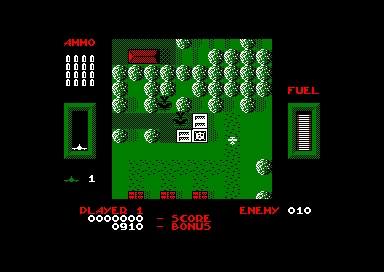 AMMO
FUEL
1
PLAYER 1 ENEMY 010
0000000 - SCORE
0910 - BONUS